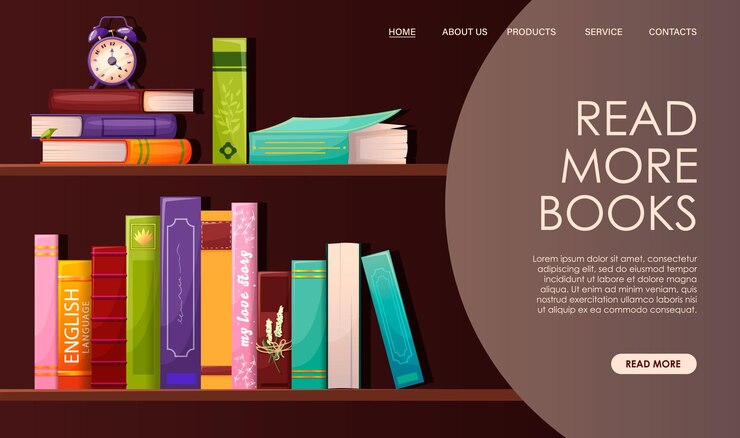 HOME ABOUT US PRODUCTS SERVICE CONTACTS
READ
MORE
BOOKS
Lorem ipsum dolor sit amet,
consectetur adipiscing elit, sed do
eiusmod tempor incididunt ut labore
et dolore magna aliqua. Ut enim ad
minim veniam, quis nostrud
exercitation ullamco laboris nisi ut
aliquip ex ea commodo consequat.
READ MORE
ENGLISH
LANGUAGE
my love story